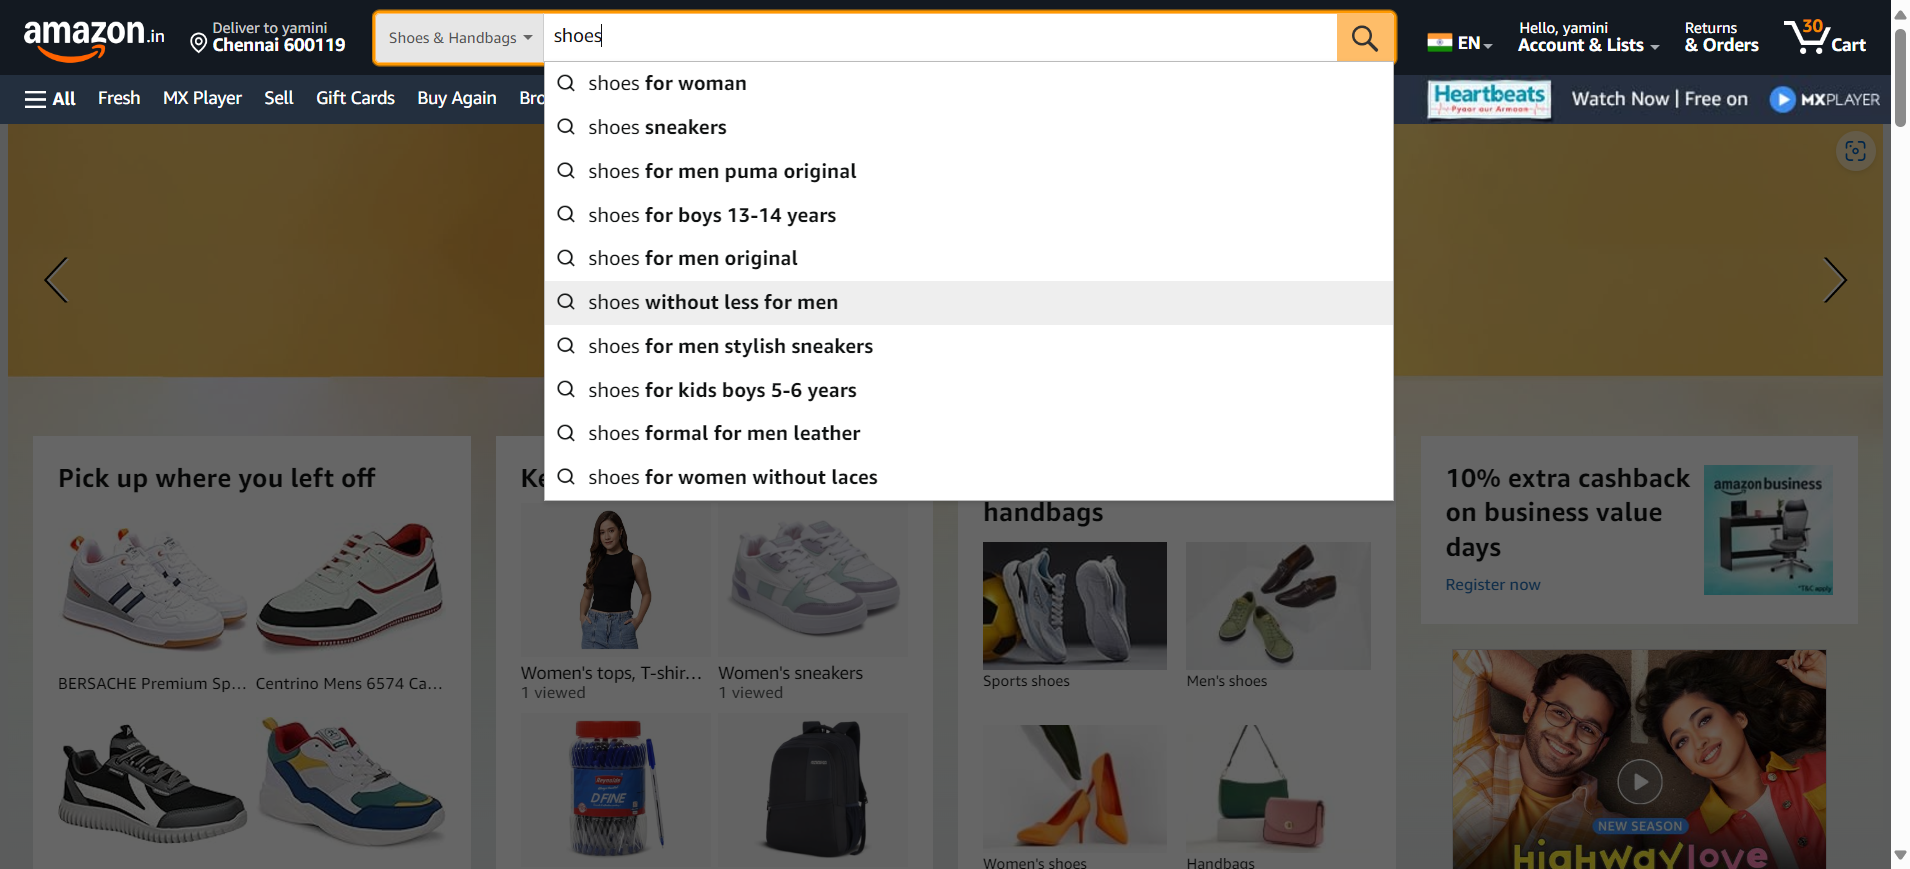 amazon.in
Deliver to yamini
Chennai 600119
Shoes & Handbags
shoes
EN
Hello, yamini
Account & Lists
Returns
& Orders
30
Cart
All
Fresh
MX Player
Sell
Gift Cards
Buy Again
Bro
Heartbeats
Pyaar aur Armaan
Watch Now | Free on
MXPLAYER
shoes for woman
shoes sneakers
shoes for men puma original
shoes for boys 13-14 years
shoes for men original
shoes without less for men
shoes for men stylish sneakers
shoes for kids boys 5-6 years
shoes formal for men leather
shoes for women without laces
Pick up where you left off
BERSACHE Premium Sp...
Centrino Mens 6574 Ca...
Ke
Women's tops, T-shir...
1 viewed
Women's sneakers
1 viewed
Reynolds
D FINE
handbags
Sports shoes
Men's shoes
Women's shoes
Handbags
10% extra cashback
on business value
days
Register now
amazon business
*T&C apply
NEW SEASON
Highway love